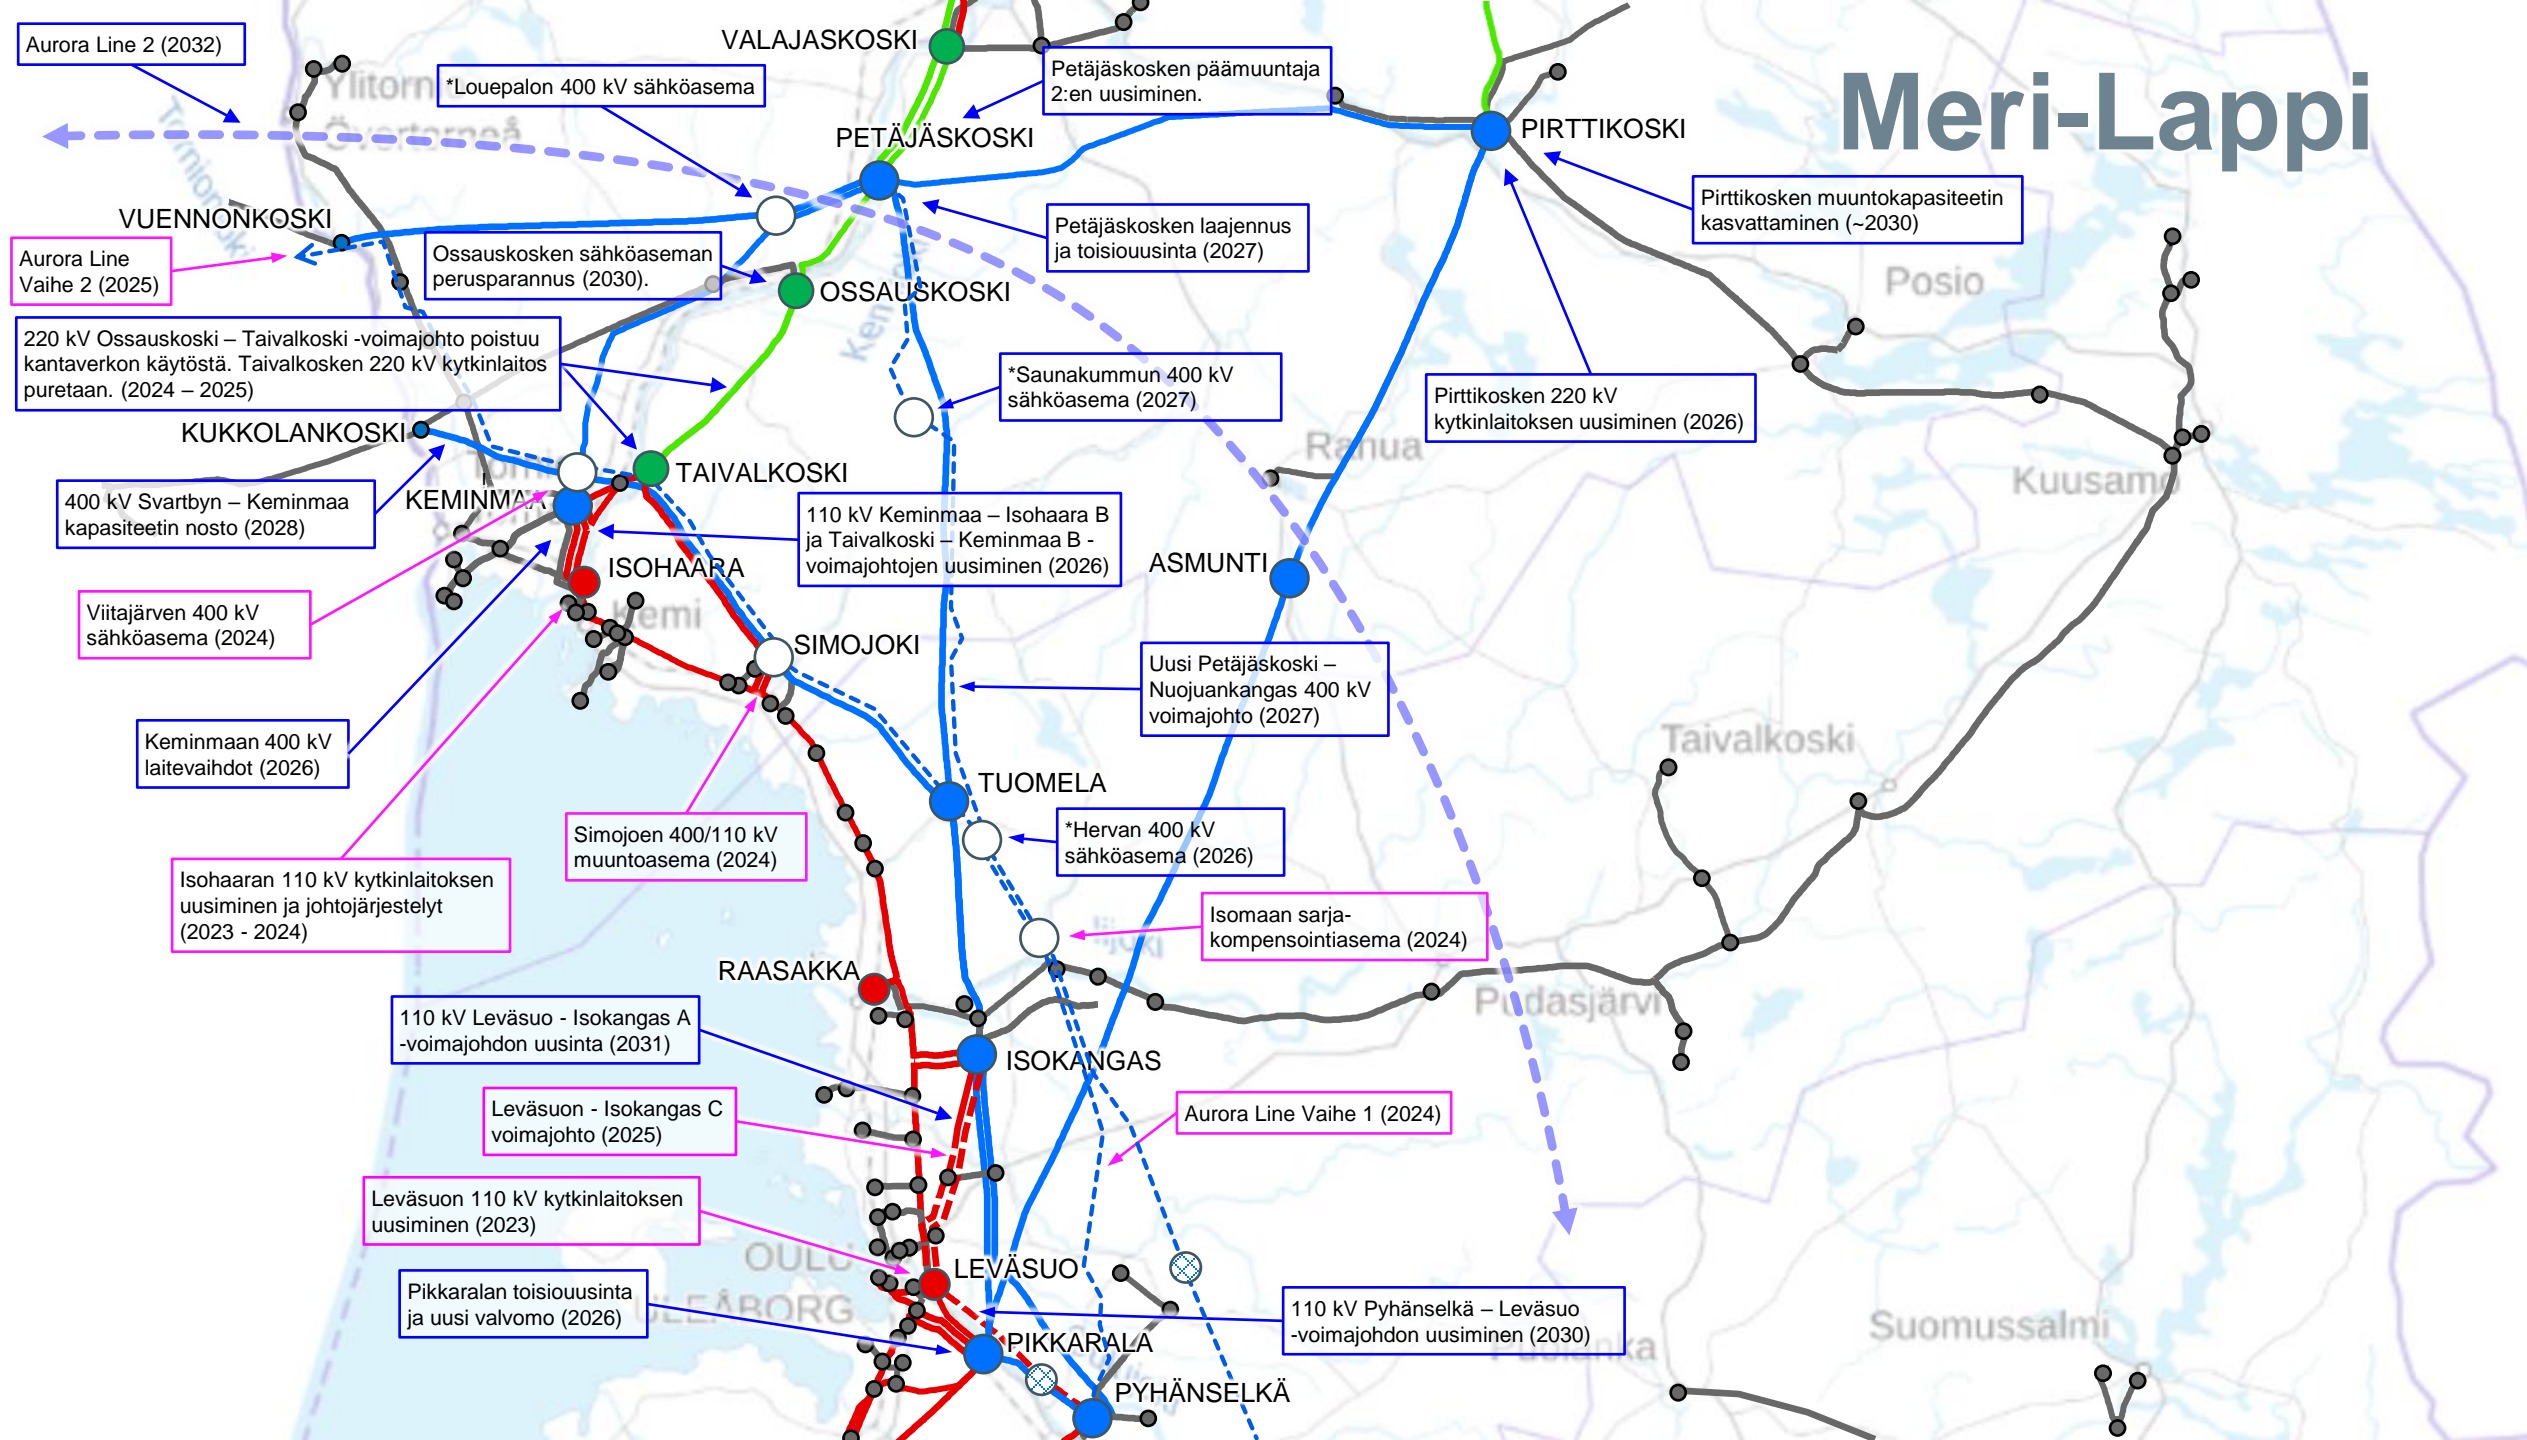 Meri-Lappi
Aurora Line 2 (2032)
*Louepalon 400 kV sähköasema
VALAJASKOSKI
Petäjäskosken päämuuntaja
2:en uusiminen.
PETÄJÄSKOSKI
PIRTTIKOSKI
Ylitorni
Övertorneå
Pirttikosken muuntokapasiteetin
kasvattaminen (~2030)
VUENNONKOSKI
Petäjäskosken laajennus
ja toisiouusinta (2027)
Aurora Line
Vaihe 2 (2025)
Ossauskosken sähköaseman
perusparannus (2030).
OSSAUSKOSKI
Posio
220 kV Ossauskoski – Taivalkoski -voimajohto poistuu
kantaverkon käytöstä. Taivalkosken 220 kV kytkinlaitos
puretaan. (2024 – 2025)
*Saunakummun 400 kV
sähköasema (2027)
Pirttikosken 220 kV
kytkinlaitoksen uusiminen (2026)
KUKKOLANKOSKI
Ranua
TAIVALKOSKI
Kuusamo
400 kV Svartbyn – Keminmaa
kapasiteetin nosto (2028)
KEMINMAA
110 kV Keminmaa – Isohaara B
ja Taivalkoski – Keminmaa B -
voimajohtojen uusiminen (2026)
ISOHAARA
ASMUNTI
Kemi
Viitajärven 400 kV
sähköasema (2024)
SIMOJOKI
Uusi Petäjäskoski –
Nuojuankangas 400 kV
voimajohto (2027)
Keminmaan 400 kV
laitevaihdot (2026)
Taivalkoski
TUOMELA
Simojoen 400/110 kV
muuntoasema (2024)
*Hervan 400 kV
sähköasema (2026)
Isohaaran 110 kV kytkinlaitoksen
uusiminen ja johtojärjestelyt
(2023 - 2024)
Isomaan sarja-
kompensointiasema (2024)
Iijoki
RAASAKKA
Pudasjärvi
110 kV Leväsuo - Isokangas A
-voimajohdon uusinta (2031)
ISOKANGAS
Leväsuon - Isokangas C
voimajohto (2025)
Aurora Line Vaihe 1 (2024)
Leväsuon 110 kV kytkinlaitoksen
uusiminen (2023)
OULU
LEVÄSUO
ULEÅBORG
Pikkaralan toisiouusinta
ja uusi valvomo (2026)
110 kV Pyhänselkä – Leväsuo
-voimajohdon uusiminen (2030)
Suomussalmi
Puolanka
PIKKARALA
PYHÄNSELKÄ